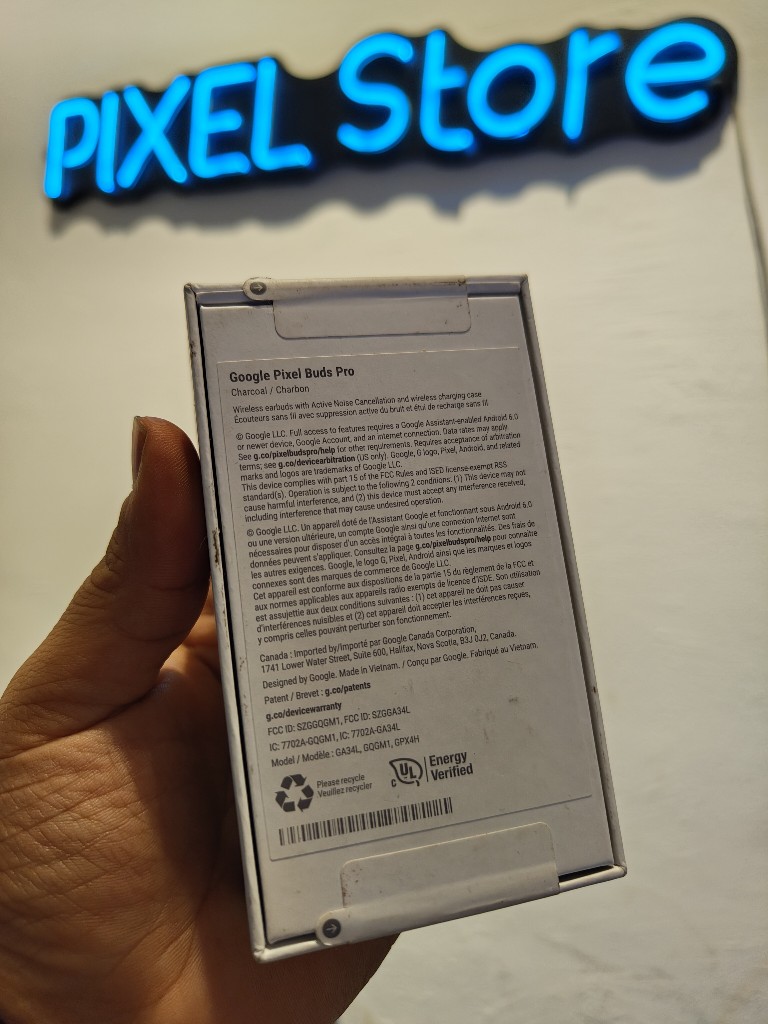 PIXEL Store
Google Pixel Buds Pro
Charcoal / Charbon
Wireless earbuds with Active Noise Cancellation and wireless charging case
Écouteurs sans fil avec suppression active du bruit et étui de recharge sans fil
© Google LLC. Full access to features requires a Google Assistant-enabled Android 6.0
or newer device, Google Account, and an internet connection. Data rates may apply.
See g.co/pixelbudspro/help for other requirements. Requires acceptance of arbitration
terms; see g.co/devicearbitration (US only). Google, G logo, Pixel, Android, and related
marks and logos are trademarks of Google LLC.
This device complies with part 15 of the FCC Rules and ISED license-exempt RSS
standard(s). Operation is subject to the following 2 conditions: (1) This device may not
cause harmful interference, and (2) this device must accept any interference received,
including interference that may cause undesired operation.
© Google LLC. Un appareil doté de l'Assistant Google et fonctionnant sous Android 6.0
ou une version ultérieure, un compte Google ainsi qu'une connexion Internet sont
nécessaires pour disposer d'un accès intégral à toutes les fonctionnalités. Des frais de
données peuvent s'appliquer. Consultez la page g.co/pixelbudspro/help pour connaître
les autres exigences. Google, le logo G, Pixel, Android ainsi que les marques et logos
connexes sont des marques de commerce de Google LLC.
Cet appareil est conforme aux dispositions de la partie 15 du règlement de la FCC et
aux normes applicables aux appareils radio exempts de licence d'ISDE. Son utilisation
est assujettie aux deux conditions suivantes : (1) cet appareil ne doit pas causer
d'interférences nuisibles et (2) cet appareil doit accepter les interférences reçues,
y compris celles pouvant perturber son fonctionnement.
Canada : Imported by/Importé par Google Canada Corporation,
1741 Lower Water Street, Suite 600, Halifax, Nova Scotia, B3J 0J2, Canada.
Designed by Google. Made in Vietnam. / Conçu par Google. Fabriqué au Vietnam.
Patent / Brevet : g.co/patents
g.co/devicewarranty
FCC ID: SZGGQGM1, FCC ID: SZGGA34L
IC: 7702A-GQGM1, IC: 7702A-GA34L
Model / Modèle : GA34L, GQGM1, GPX4H
Please recycle
Veuillez recycler
C UL
Energy
Verified